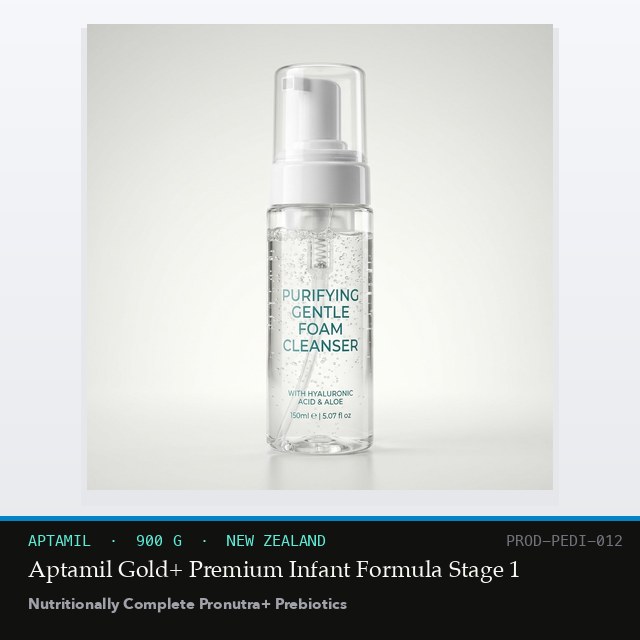 PURIFYING
GENTLE
FOAM
CLEANSER
WITH HYALURONIC
ACID & ALOE
150ml ℮ | 5.07 fl oz
APTAMIL · 900 G · NEW ZEALAND
PROD–PEDI–012
Aptamil Gold+ Premium Infant Formula Stage 1
Nutritionally Complete Pronutra+ Prebiotics